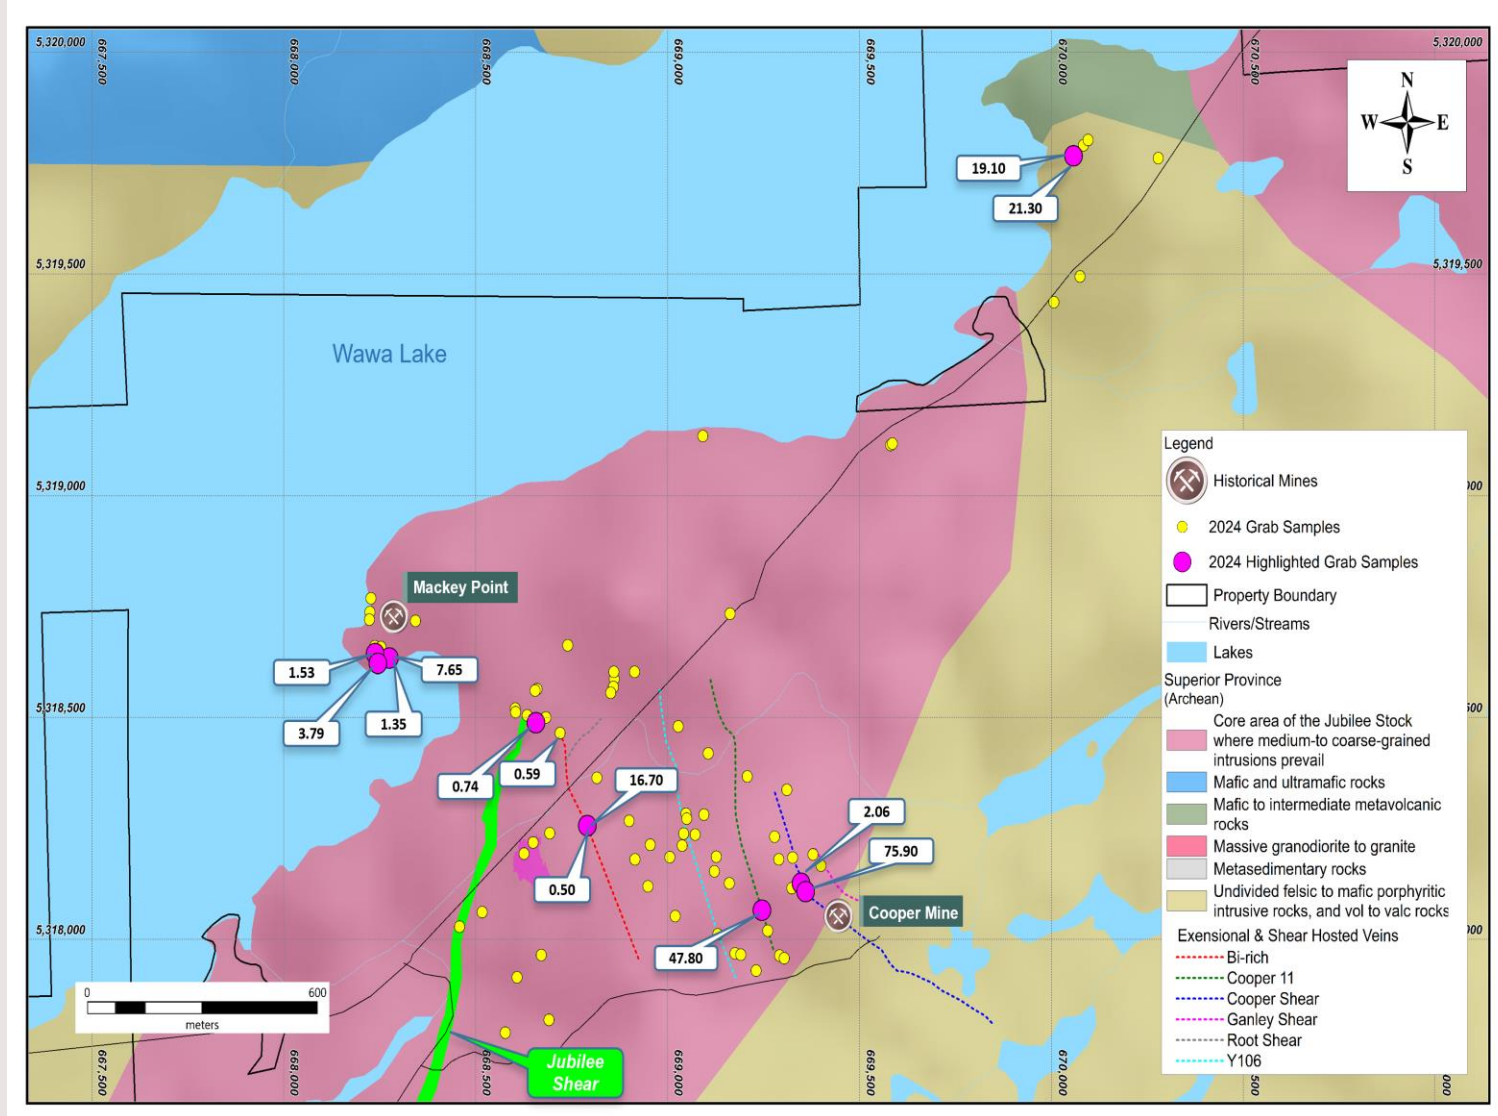 5,320,000
667,500
668,000
668,500
669,000
669,500
670,000
670,500
5,320,000
N
W E
S
19.10
21.30
5,319,500
5,319,500
Wawa Lake
5,319,000
000
Mackey Point
1.53
7.65
3.79
1.35
5,318,500
500
0.74
0.59
16.70
2.06
75.90
0.50
Cooper Mine
47.80
5,318,000
000
0 600
meters
Jubilee
Shear
667,500
668,000
668,500
669,000
669,500
670,000
500
000
Legend
Historical Mines
2024 Grab Samples
2024 Highlighted Grab Samples
Property Boundary
Rivers/Streams
Lakes
Superior Province
(Archean)
Core area of the Jubilee Stock
where medium-to coarse-grained
intrusions prevail
Mafic and ultramafic rocks
Mafic to intermediate metavolcanic
rocks
Massive granodiorite to granite
Metasedimentary rocks
Undivided felsic to mafic porphyritic
intrusive rocks, and vol to valc rocks
Exensional & Shear Hosted Veins
Bi-rich
Cooper 11
Cooper Shear
Ganley Shear
Root Shear
Y106